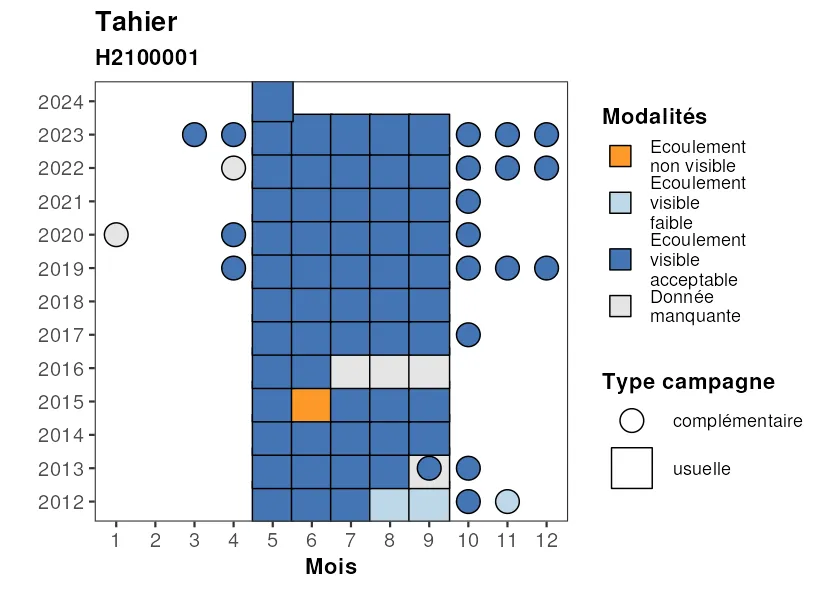 Tahier
H2100001
2024
2023
2022
2021
2020
2019
2018
2017
2016
2015
2014
2013
2012
1 2 3 4 5 6 7 8 9 10 11 12
Mois
Modalités
Ecoulement
non visible
Ecoulement
visible
faible
Ecoulement
visible
acceptable
Donnée
manquante
Type campagne
complémentaire
usuelle